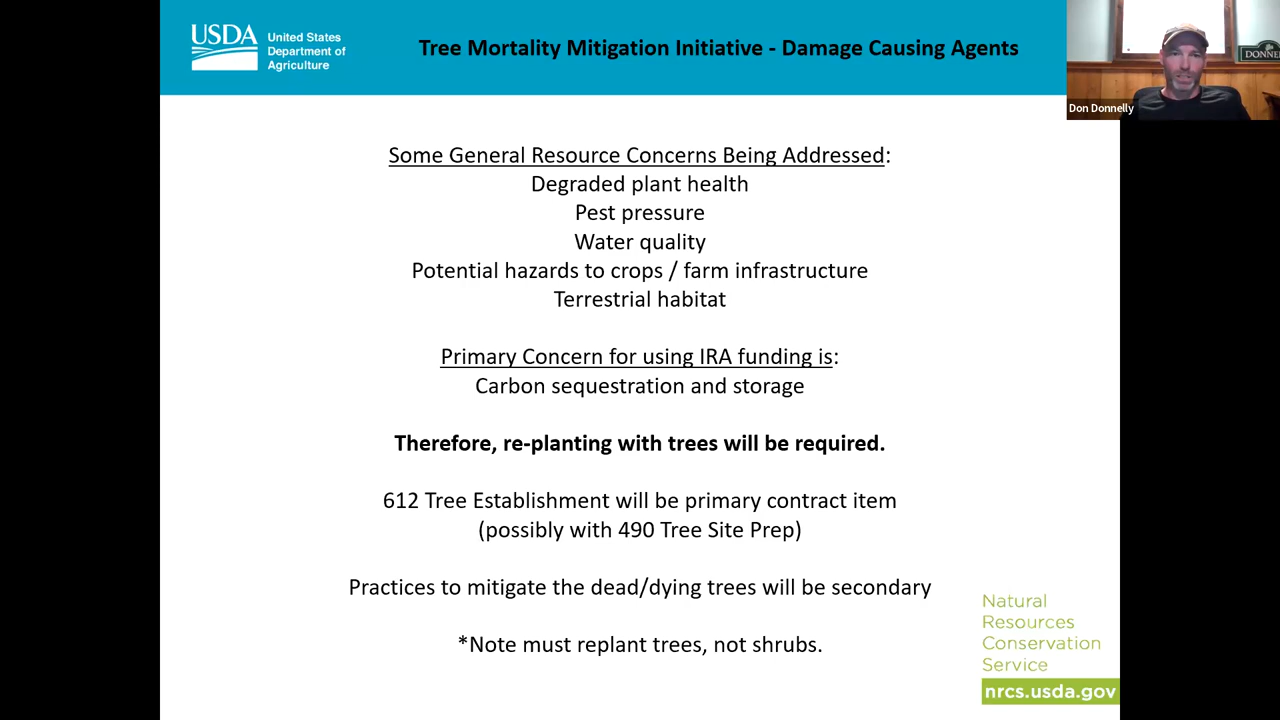 USDA
United States
Department of
Agriculture
Tree Mortality Mitigation Initiative - Damage Causing Agents
Don Donnelly
Some General Resource Concerns Being Addressed:
Degraded plant health
Pest pressure
Water quality
Potential hazards to crops / farm infrastructure
Terrestrial habitat
Primary Concern for using IRA funding is:
Carbon sequestration and storage
Therefore, re-planting with trees will be required.
612 Tree Establishment will be primary contract item
(possibly with 490 Tree Site Prep)
Practices to mitigate the dead/dying trees will be secondary
*Note must replant trees, not shrubs.
Natural
Resources
Conservation
Service
nrcs.usda.gov